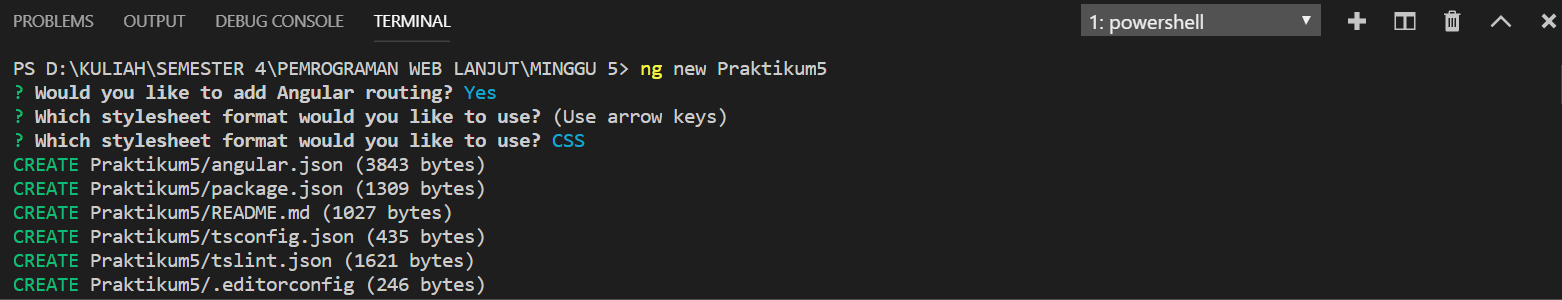 PROBLEMS OUTPUT DEBUG CONSOLE TERMINAL 1: powershell
PS D:\KULIAH\SEMESTER 4\PEMROGRAMAN WEB LANJUT\MINGGU 5> ng new Praktikum5
? Would you like to add Angular routing? Yes
? Which stylesheet format would you like to use? (Use arrow keys)
? Which stylesheet format would you like to use? CSS
CREATE Praktikum5/angular.json (3843 bytes)
CREATE Praktikum5/package.json (1309 bytes)
CREATE Praktikum5/README.md (1027 bytes)
CREATE Praktikum5/tsconfig.json (435 bytes)
CREATE Praktikum5/tslint.json (1621 bytes)
CREATE Praktikum5/.editorconfig (246 bytes)